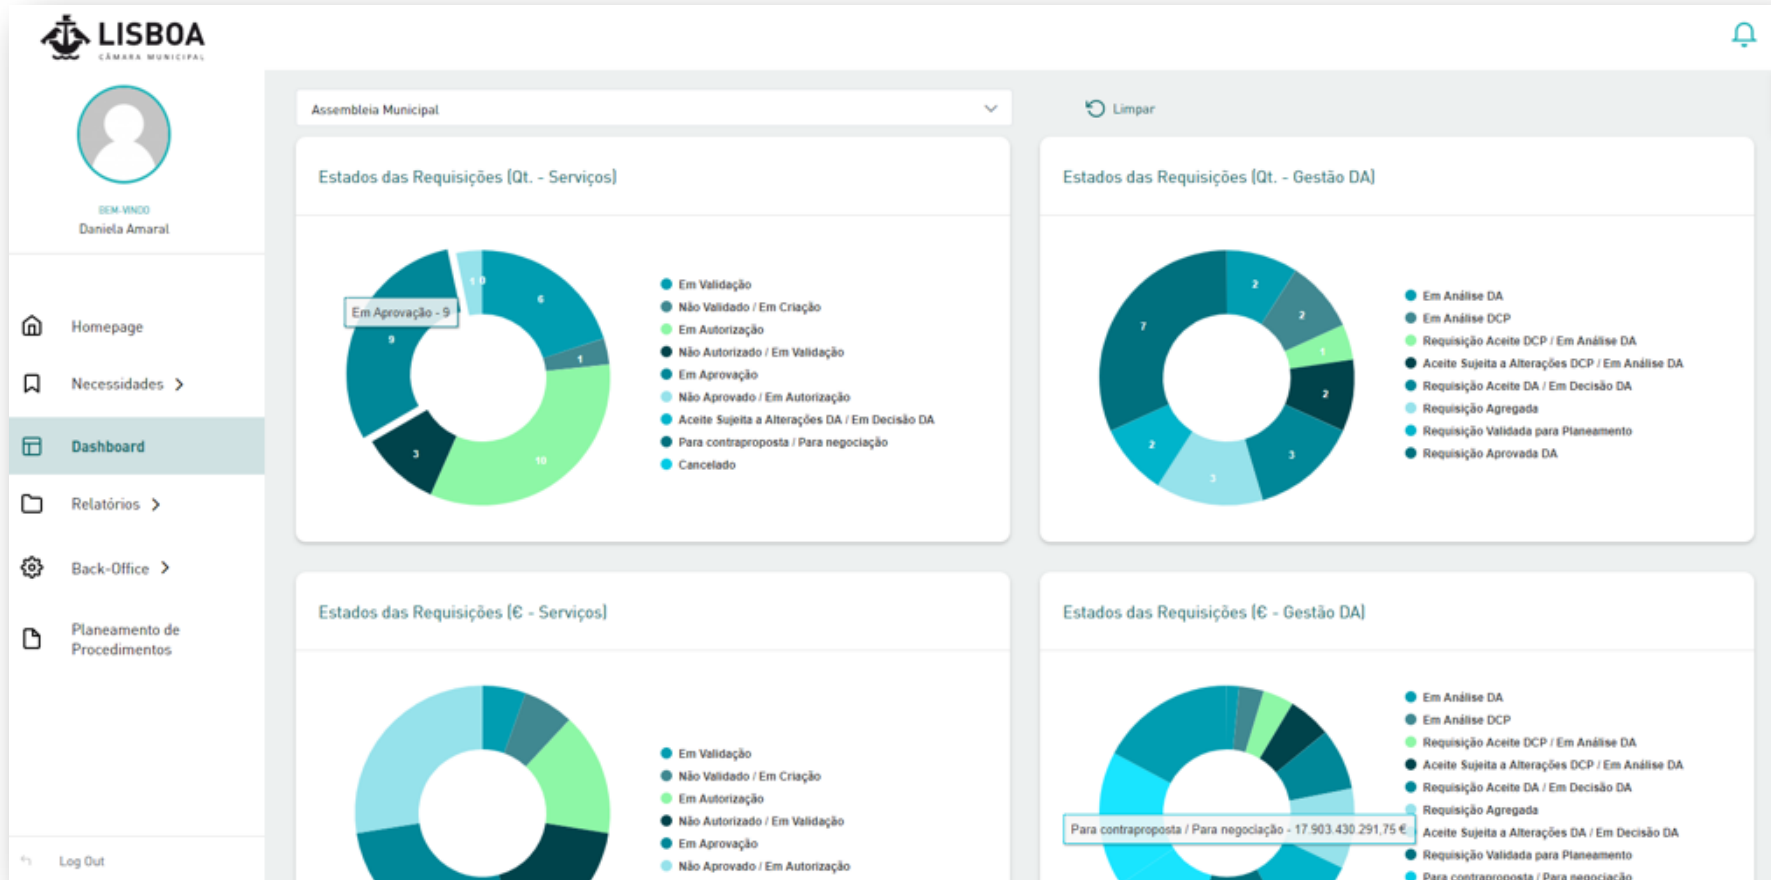 LISBOA
CÂMARA MUNICIPAL
BEM-VINDO
Daniela Amaral
Homepage
Necessidades
Dashboard
Relatórios
Back-Office
Planeamento de
Procedimentos
Log Out
Assembleia Municipal
Limpar
Estados das Requisições (Qt. - Serviços)
Em Aprovação - 9
1
0
6
1
10
3
9
Em Validação
Não Validado / Em Criação
Em Autorização
Não Autorizado / Em Validação
Em Aprovação
Não Aprovado / Em Autorização
Aceite Sujeita a Alterações DA / Em Decisão DA
Para contraproposta / Para negociação
Cancelado
Estados das Requisições (Qt. - Gestão DA)
2
2
1
2
3
3
2
7
Em Análise DA
Em Análise DCP
Requisição Aceite DCP / Em Análise DA
Aceite Sujeita a Alterações DCP / Em Análise DA
Requisição Aceite DA / Em Decisão DA
Requisição Agregada
Requisição Validada para Planeamento
Requisição Aprovada DA
Estados das Requisições (€ - Serviços)
Em Validação
Não Validado / Em Criação
Em Autorização
Não Autorizado / Em Validação
Em Aprovação
Não Aprovado / Em Autorização
Estados das Requisições (€ - Gestão DA)
Para contraproposta / Para negociação - 17.903.430.291,75 €
Em Análise DA
Em Análise DCP
Requisição Aceite DCP / Em Análise DA
Aceite Sujeita a Alterações DCP / Em Análise DA
Requisição Aceite DA / Em Decisão DA
Requisição Agregada
Aceite Sujeita a Alterações DA / Em Decisão DA
Requisição Validada para Planeamento
Para contraproposta / Para negociação